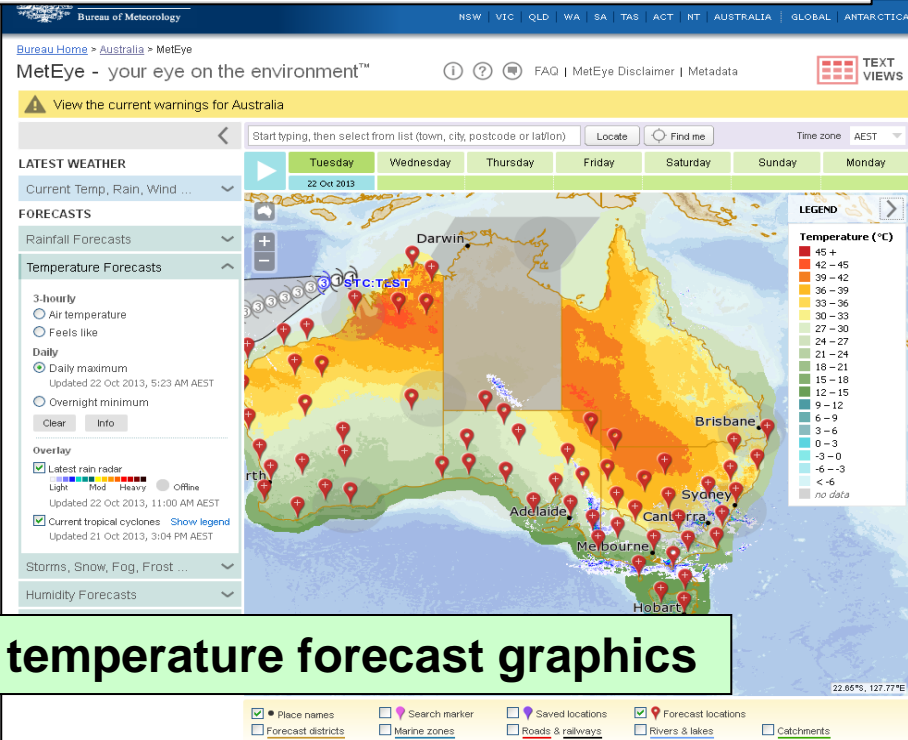 Bureau of Meteorology
NSW | VIC | QLD | WA | SA | TAS | ACT | NT | AUSTRALIA | GLOBAL | ANTARCTICA
Bureau Home > Australia > MetEye
MetEye - your eye on the environment™
FAQ | MetEye Disclaimer | Metadata
TEXT
VIEWS
View the current warnings for Australia
Start typing, then select from list (town, city, postcode or lat/lon)
Locate
Find me
Time zone AEST
Tuesday Wednesday Thursday Friday Saturday Sunday Monday
22 Oct 2013
LATEST WEATHER
Current Temp, Rain, Wind ...
FORECASTS
Rainfall Forecasts
Temperature Forecasts
3-hourly
Air temperature
Feels like
Daily
Daily maximum
Updated 22 Oct 2013, 5:23 AM AEST
Overnight minimum
Clear Info
Overlay
Latest rain radar
Light Mod Heavy Offline
Updated 22 Oct 2013, 11:00 AM AEST
Current tropical cyclones Show legend
Updated 21 Oct 2013, 3:04 PM AEST
Storms, Snow, Fog, Frost ...
Humidity Forecasts
+
−
Darwin
STC:TEST
3 3 3 3 3 3 1 1
Brisbane
rth
Sydney
Adelaide
Canberra
Melbourne
Hobart
LEGEND
Temperature (°C)
45 +
42 – 45
39 – 42
36 – 39
33 – 36
30 – 33
27 – 30
24 – 27
21 – 24
18 – 21
15 – 18
12 – 15
9 – 12
6 – 9
3 – 6
0 – 3
-3 – 0
-6 – -3
< -6
no data
22.65°S, 127.77°E
temperature forecast graphics
Place names Search marker Saved locations Forecast locations
Forecast districts Marine zones Roads & railways Rivers & lakes Catchments